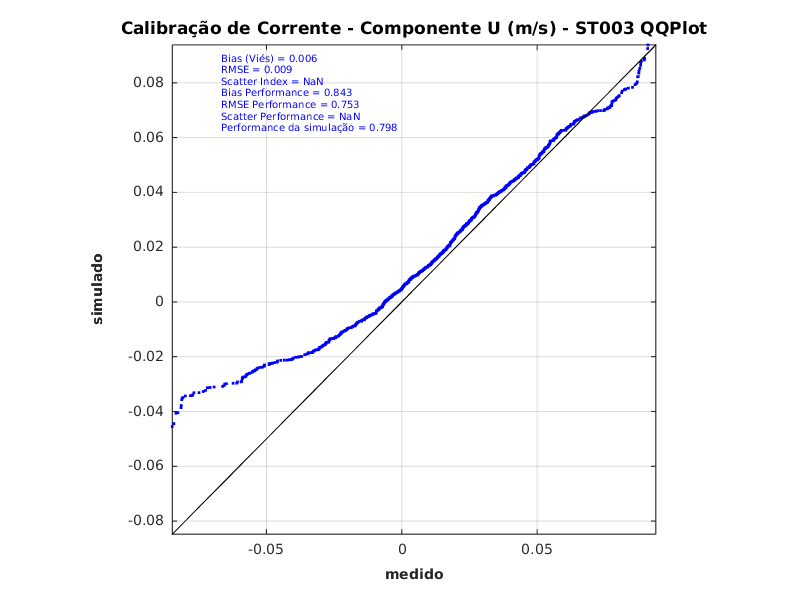 Calibração de Corrente - Componente U (m/s) - ST003 QQPlot
Bias (Viés) = 0.006
RMSE = 0.009
Scatter Index = NaN
Bias Performance = 0.843
RMSE Performance = 0.753
Scatter Performance = NaN
Performance da simulação = 0.798
0.08
0.06
0.04
0.02
0
-0.02
-0.04
-0.06
-0.08
simulado
-0.05
0
0.05
medido